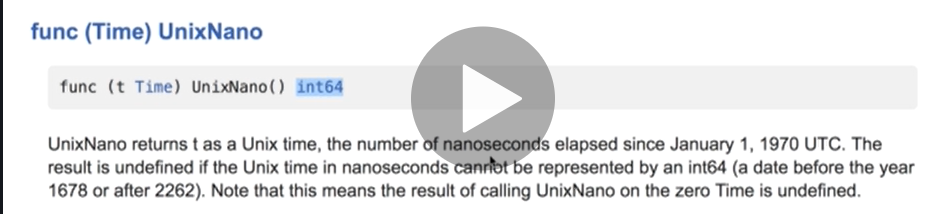 func (Time) UnixNano
func (t Time) UnixNano() int64
UnixNano returns t as a Unix time, the number of nanoseconds elapsed since January 1, 1970 UTC. The
result is undefined if the Unix time in nanoseconds cannot be represented by an int64 (a date before the year
1678 or after 2262). Note that this means the result of calling UnixNano on the zero Time is undefined.